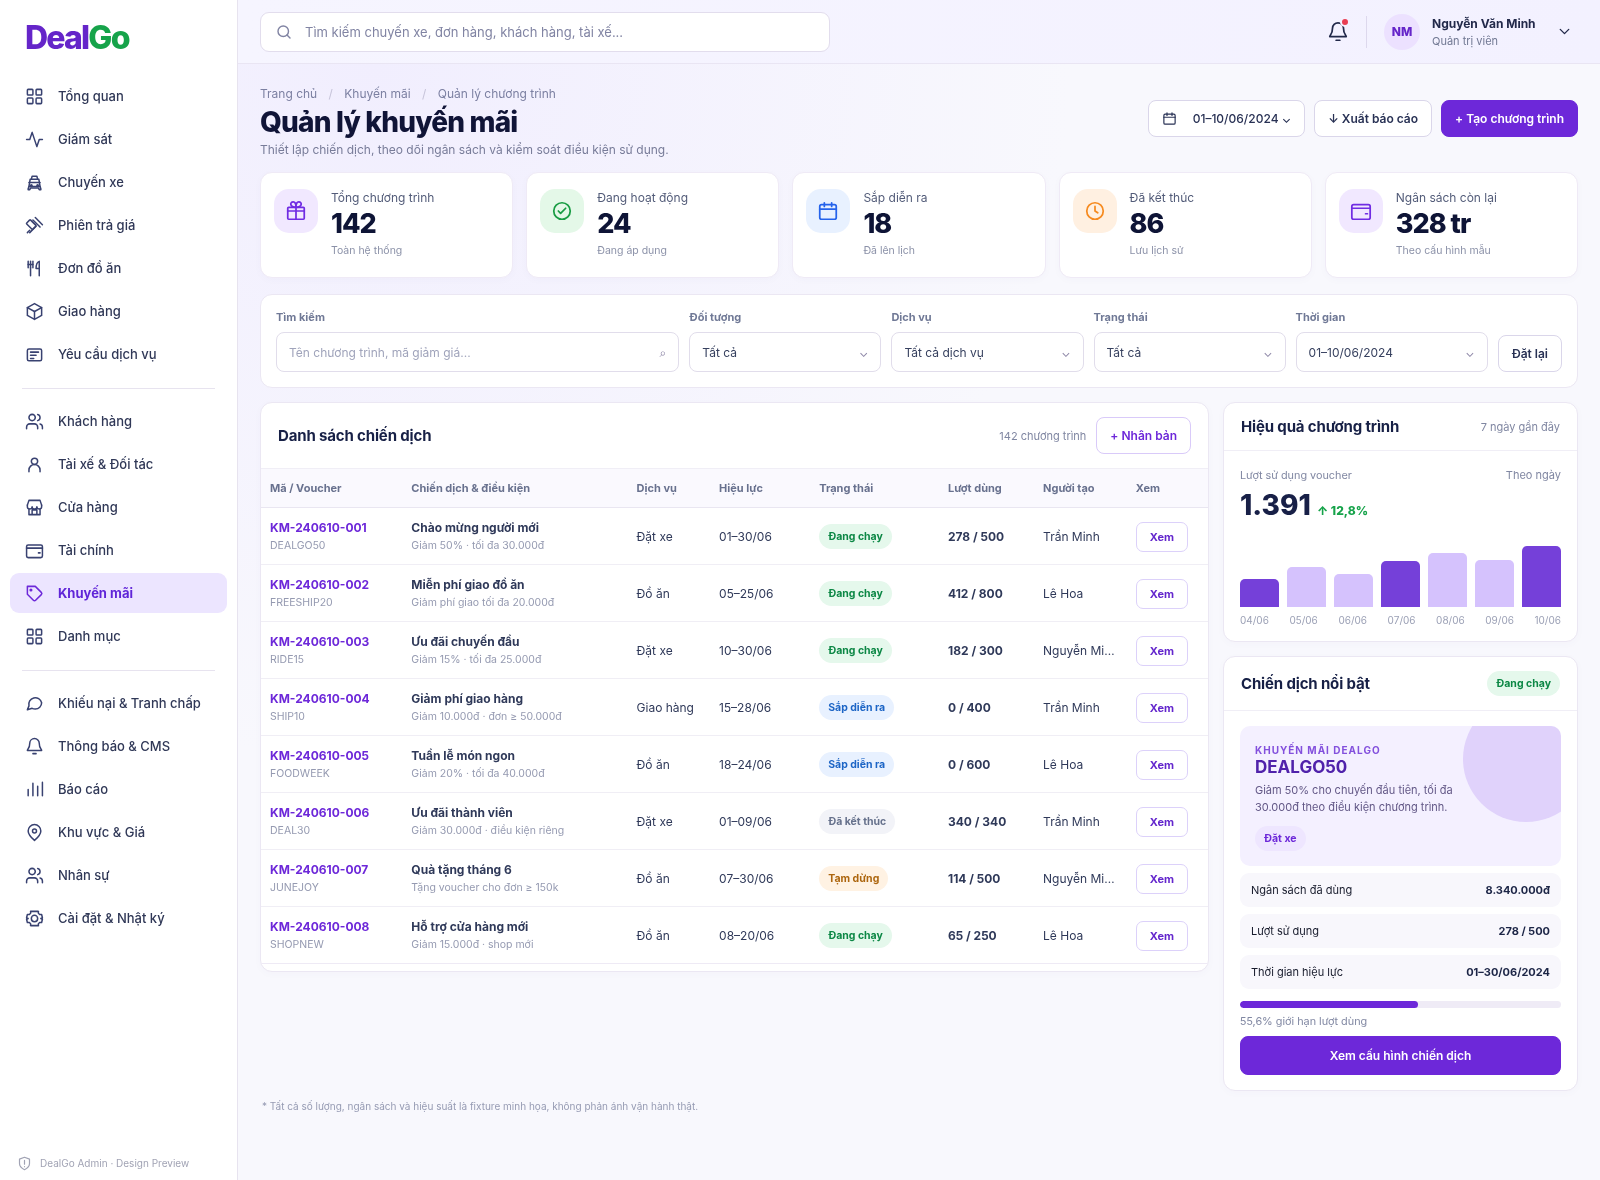 DealGo
Tổng quan
Giám sát
Chuyến xe
Phiên trả giá
Đơn đồ ăn
Giao hàng
Yêu cầu dịch vụ
Khách hàng
Tài xế & Đối tác
Cửa hàng
Tài chính
Khuyến mãi
Danh mục
Khiếu nại & Tranh chấp
Thông báo & CMS
Báo cáo
Khu vực & Giá
Nhân sự
Cài đặt & Nhật ký
DealGo Admin · Design Preview
Tìm kiếm chuyến xe, đơn hàng, khách hàng, tài xế...
NM
Nguyễn Văn Minh
Quản trị viên
Trang chủ / Khuyến mãi / Quản lý chương trình
Quản lý khuyến mãi
Thiết lập chiến dịch, theo dõi ngân sách và kiểm soát điều kiện sử dụng.
01–10/06/2024
↓ Xuất báo cáo
+ Tạo chương trình
Tổng chương trình
142
Toàn hệ thống
Đang hoạt động
24
Đang áp dụng
Sắp diễn ra
18
Đã lên lịch
Đã kết thúc
86
Lưu lịch sử
Ngân sách còn lại
328 tr
Theo cấu hình mẫu
Tìm kiếm
Tên chương trình, mã giảm giá...
Đối tượng
Tất cả
Dịch vụ
Tất cả dịch vụ
Trạng thái
Tất cả
Thời gian
01–10/06/2024
Đặt lại
Danh sách chiến dịch
142 chương trình
+ Nhân bản
Mã / Voucher Chiến dịch & điều kiện Dịch vụ Hiệu lực Trạng thái Lượt dùng Người tạo Xem
KM-240610-001 Chào mừng người mới Đặt xe 01–30/06 Đang chạy 278 / 500 Trần Minh Xem
DEALGO50 Giảm 50% · tối đa 30.000đ
KM-240610-002 Miễn phí giao đồ ăn Đồ ăn 05–25/06 Đang chạy 412 / 800 Lê Hoa Xem
FREESHIP20 Giảm phí giao tối đa 20.000đ
KM-240610-003 Ưu đãi chuyến đầu Đặt xe 10–30/06 Đang chạy 182 / 300 Nguyễn Mi... Xem
RIDE15 Giảm 15% · tối đa 25.000đ
KM-240610-004 Giảm phí giao hàng Giao hàng 15–28/06 Sắp diễn ra 0 / 400 Trần Minh Xem
SHIP10 Giảm 10.000đ · đơn ≥ 50.000đ
KM-240610-005 Tuần lễ món ngon Đồ ăn 18–24/06 Sắp diễn ra 0 / 600 Lê Hoa Xem
FOODWEEK Giảm 20% · tối đa 40.000đ
KM-240610-006 Ưu đãi thành viên Đặt xe 01–09/06 Đã kết thúc 340 / 340 Trần Minh Xem
DEAL30 Giảm 30.000đ · điều kiện riêng
KM-240610-007 Quà tặng tháng 6 Đồ ăn 07–30/06 Tạm dừng 114 / 500 Nguyễn Mi... Xem
JUNEJOY Tặng voucher cho đơn ≥ 150k
KM-240610-008 Hỗ trợ cửa hàng mới Đồ ăn 08–20/06 Đang chạy 65 / 250 Lê Hoa Xem
SHOPNEW Giảm 15.000đ · shop mới
Hiệu quả chương trình
7 ngày gần đây
Lượt sử dụng voucher
Theo ngày
1.391 ↑ 12,8%
04/06 05/06 06/06 07/06 08/06 09/06 10/06
Chiến dịch nổi bật
Đang chạy
KHUYẾN MÃI DEALGO
DEALGO50
Giảm 50% cho chuyến đầu tiên, tối đa
30.000đ theo điều kiện chương trình.
Đặt xe
Ngân sách đã dùng 8.340.000đ
Lượt sử dụng 278 / 500
Thời gian hiệu lực 01–30/06/2024
55,6% giới hạn lượt dùng
Xem cấu hình chiến dịch
* Tất cả số lượng, ngân sách và hiệu suất là fixture minh họa, không phản ánh vận hành thật.